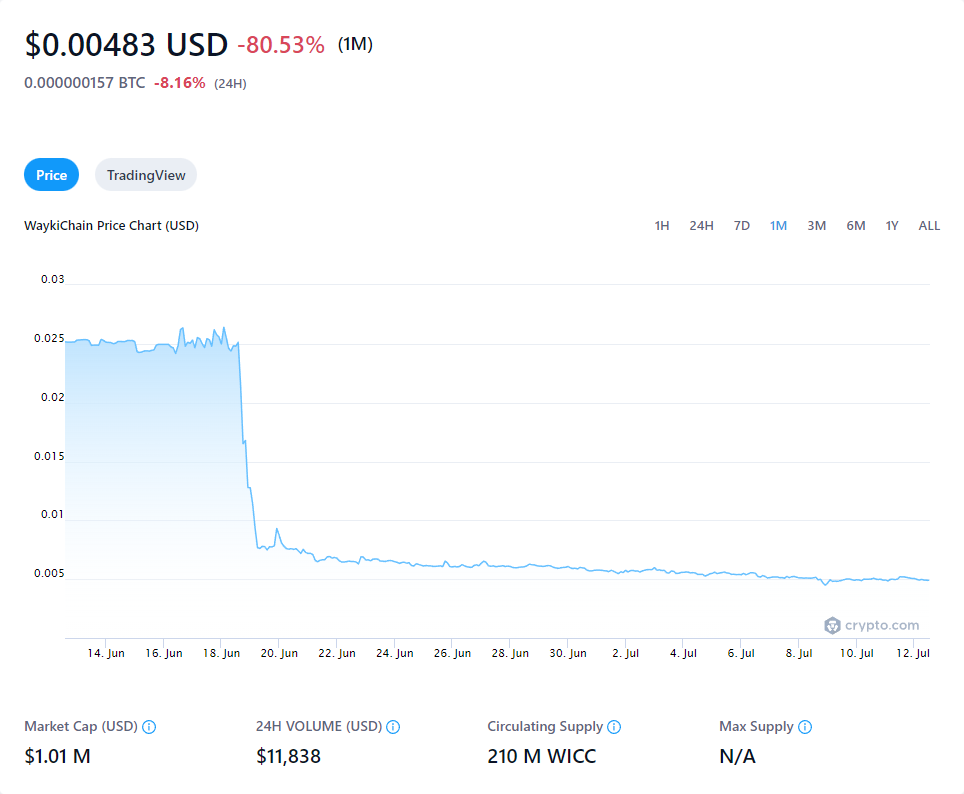 $0.00483 USD -80.53% (1M)
0.000000157 BTC -8.16% (24H)
Price TradingView
WaykiChain Price Chart (USD) 1H 24H 7D 1M 3M 6M 1Y ALL
0.03
0.025
0.02
0.015
0.01
0.005
crypto.com
14. Jun 16. Jun 18. Jun 20. Jun 22. Jun 24. Jun 26. Jun 28. Jun 30. Jun 2. Jul 4. Jul 6. Jul 8. Jul 10. Jul 12. Jul
Market Cap (USD) 24H VOLUME (USD) Circulating Supply Max Supply
$1.01 M $11,838 210 M WICC N/A